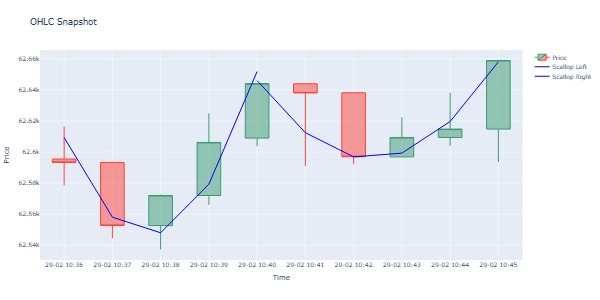 OHLC Snapshot
Price
Scallop Left
Scallop Right
62.66k
62.64k
62.62k
62.6k
62.58k
62.56k
62.54k
Price
29-02 10:36 29-02 10:37 29-02 10:38 29-02 10:39 29-02 10:40 29-02 10:41 29-02 10:42 29-02 10:43 29-02 10:44 29-02 10:45
Time